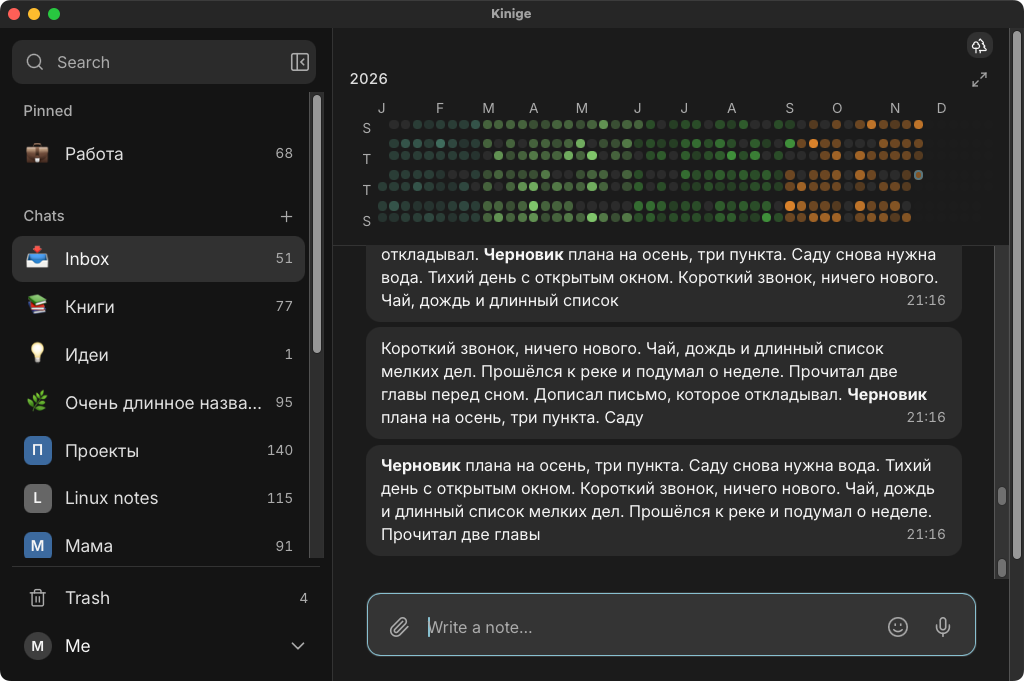 Kinige
Search
Pinned
Работа 68
Chats
Inbox 51
Книги 77
Идеи 1
Очень длинное назва... 95
П Проекты 140
L Linux notes 115
М Мама 91
Trash 4
M Me
2026
J F M A M J J A S O N D
S
T
T
S
откладывал. Черновик плана на осень, три пункта. Саду снова нужна
вода. Тихий день с открытым окном. Короткий звонок, ничего нового.
Чай, дождь и длинный список 21:16
Короткий звонок, ничего нового. Чай, дождь и длинный список
мелких дел. Прошёлся к реке и подумал о неделе. Прочитал две
главы перед сном. Дописал письмо, которое откладывал. Черновик
плана на осень, три пункта. Саду 21:16
Черновик плана на осень, три пункта. Саду снова нужна вода. Тихий
день с открытым окном. Короткий звонок, ничего нового. Чай, дождь
и длинный список мелких дел. Прошёлся к реке и подумал о неделе.
Прочитал две главы 21:16
Write a note...